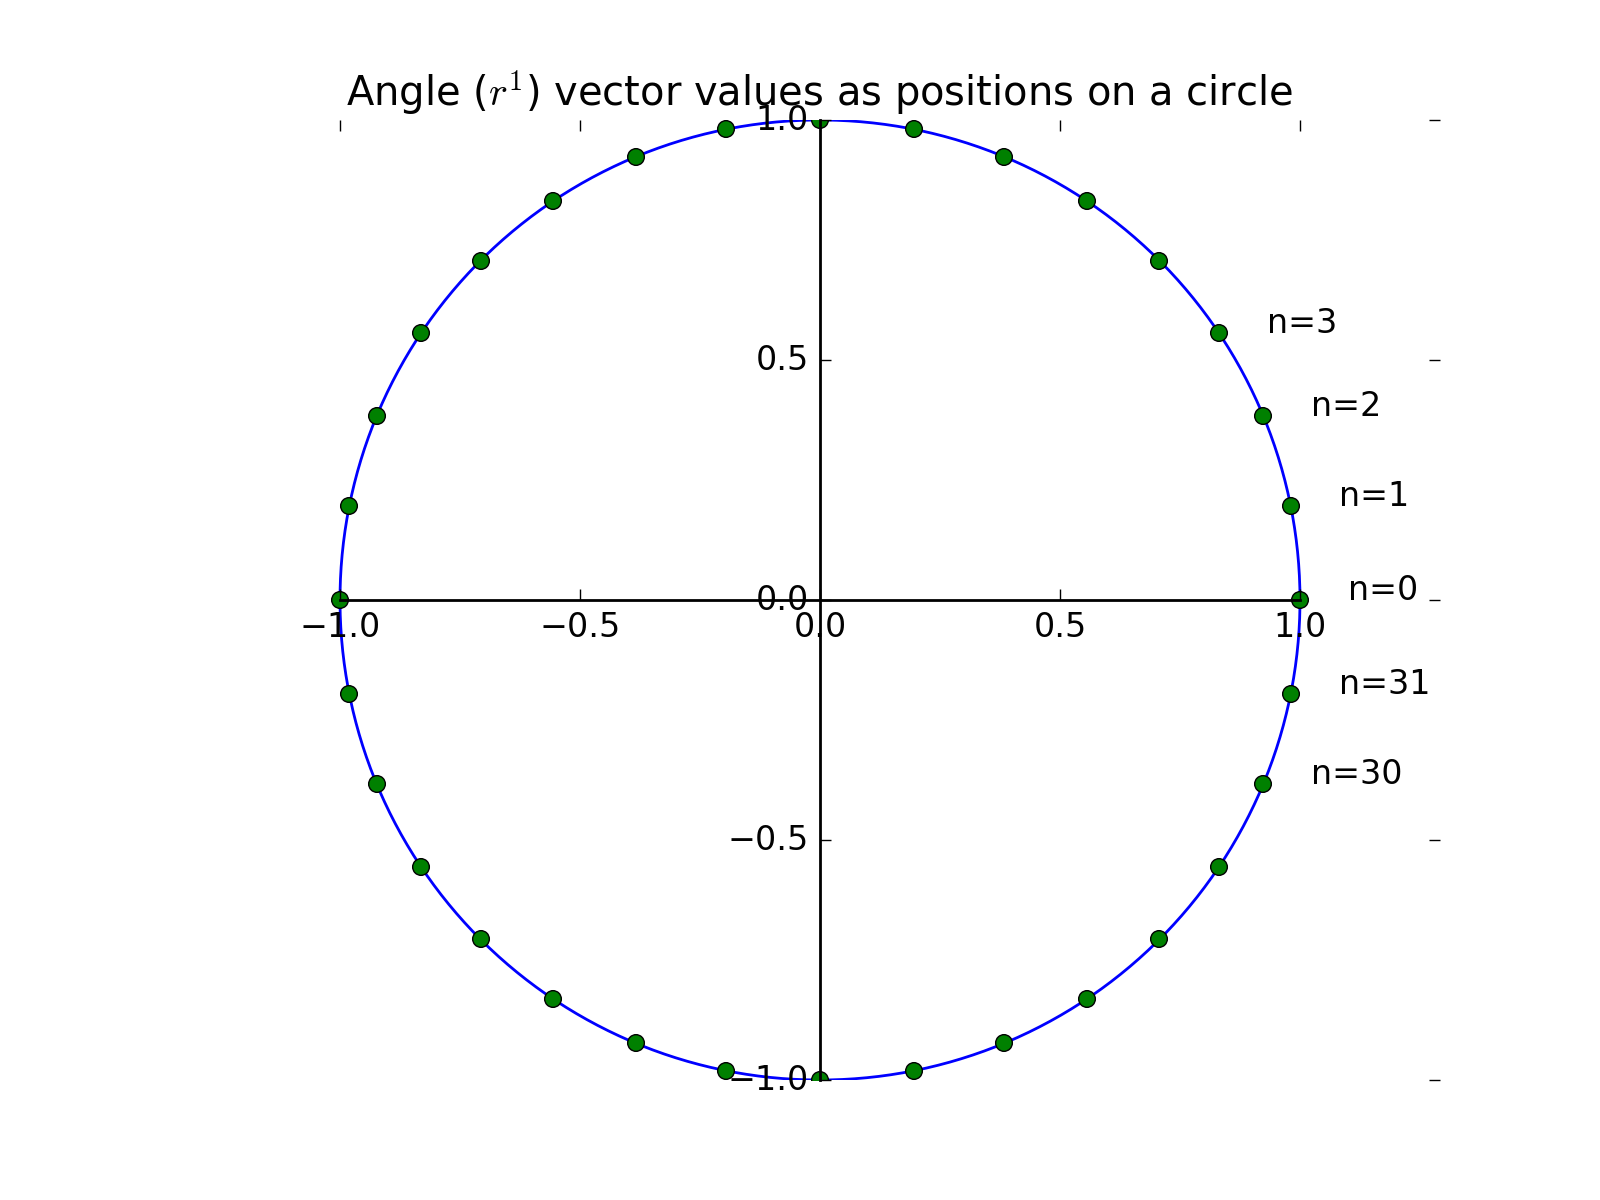 Angle (r¹) vector values as positions on a circle
1.0
n=3
0.5
n=2
n=1
n=0
0.0
−1.0 −0.5 0.0 0.5 1.0
n=31
n=30
−0.5
−1.0